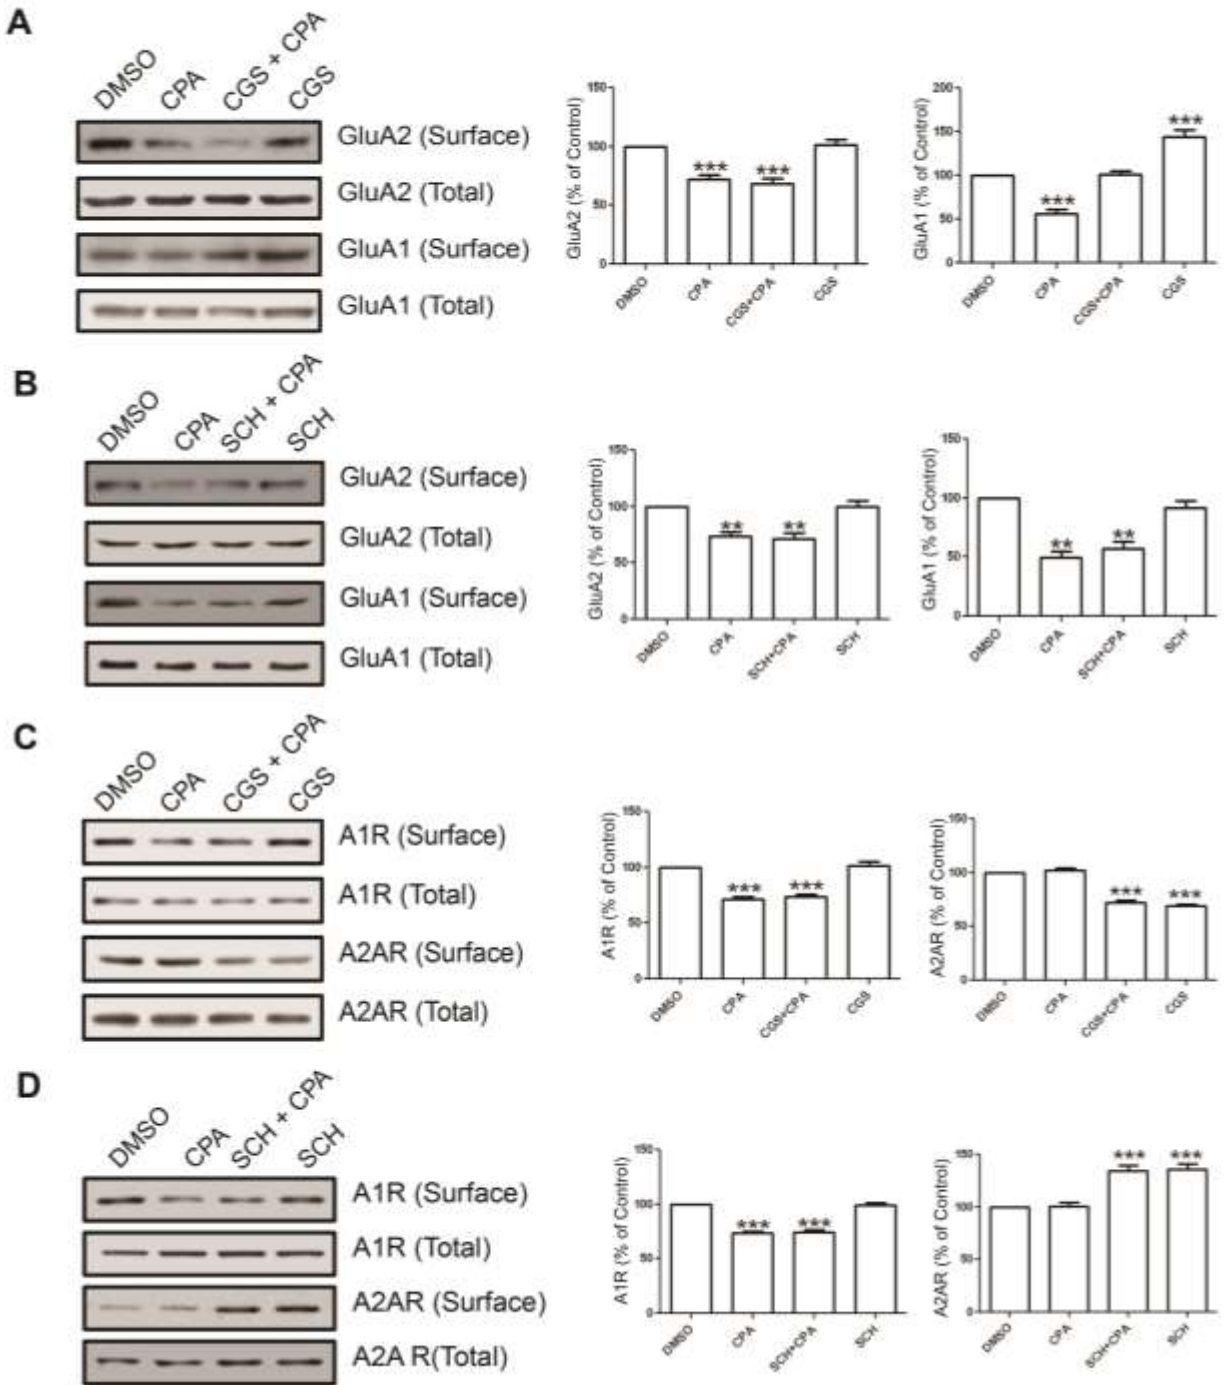 A
DMSO CPA CGS + CPA CGS
GluA2 (Surface)
GluA2 (Total)
GluA1 (Surface)
GluA1 (Total)
GluA2 (% of Control)
150
100
50
0
*** ***
DMSO CPA CGS+CPA CGS
GluA1 (% of Control)
200
150
100
50
0
*** ***
DMSO CPA CGS+CPA CGS
B
DMSO CPA SCH + CPA SCH
GluA2 (Surface)
GluA2 (Total)
GluA1 (Surface)
GluA1 (Total)
GluA2 (% of Control)
150
100
50
0
** **
DMSO CPA SCH+CPA SCH
GluA1 (% of Control)
150
100
50
0
** **
DMSO CPA SCH+CPA SCH
C
DMSO CPA CGS + CPA CGS
A1R (Surface)
A1R (Total)
A2AR (Surface)
A2AR (Total)
A1R (% of Control)
150
100
50
0
*** ***
DMSO CPA CGS+CPA CGS
A2AR (% of Control)
150
100
50
0
*** ***
DMSO CPA CGS+CPA CGS
D
DMSO CPA SCH + CPA SCH
A1R (Surface)
A1R (Total)
A2AR (Surface)
A2A R(Total)
A1R (% of Control)
150
100
50
0
*** ***
DMSO CPA SCH+CPA SCH
A2AR (% of Control)
150
100
50
0
*** ***
DMSO CPA SCH+CPA SCH